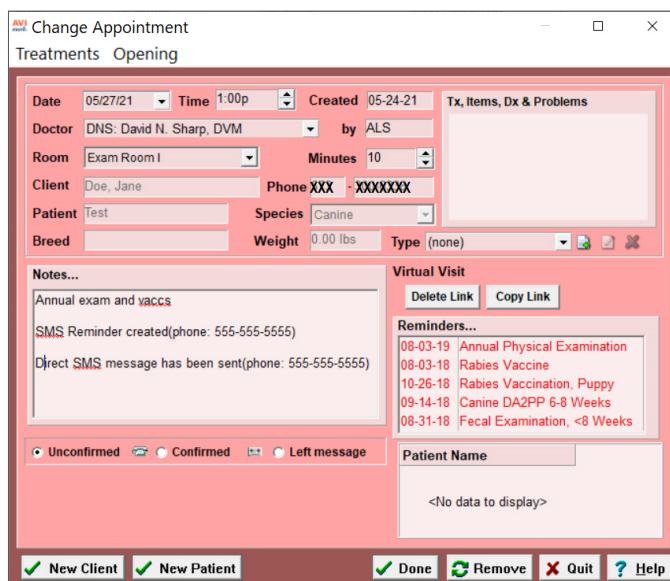 AVI mark. Change Appointment
Treatments Opening
Date 05/27/21 Time 1:00p Created 05-24-21
Tx, Items, Dx & Problems
Doctor DNS: David N. Sharp, DVM by ALS
Room Exam Room I Minutes 10
Client Doe, Jane Phone XXX - XXXXXXX
Patient Test Species Canine
Breed Weight 0.00 lbs Type (none)
Notes...
Annual exam and vaccs
SMS Reminder created(phone: 555-555-5555)
Direct SMS message has been sent(phone: 555-555-5555)
Virtual Visit
Delete Link Copy Link
Reminders...
08-03-19 Annual Physical Examination
08-03-18 Rabies Vaccine
10-26-18 Rabies Vaccination, Puppy
09-14-18 Canine DA2PP 6-8 Weeks
08-31-18 Fecal Examination, <8 Weeks
Unconfirmed Confirmed Left message
Patient Name
<No data to display>
New Client New Patient Done Remove Quit ? Help